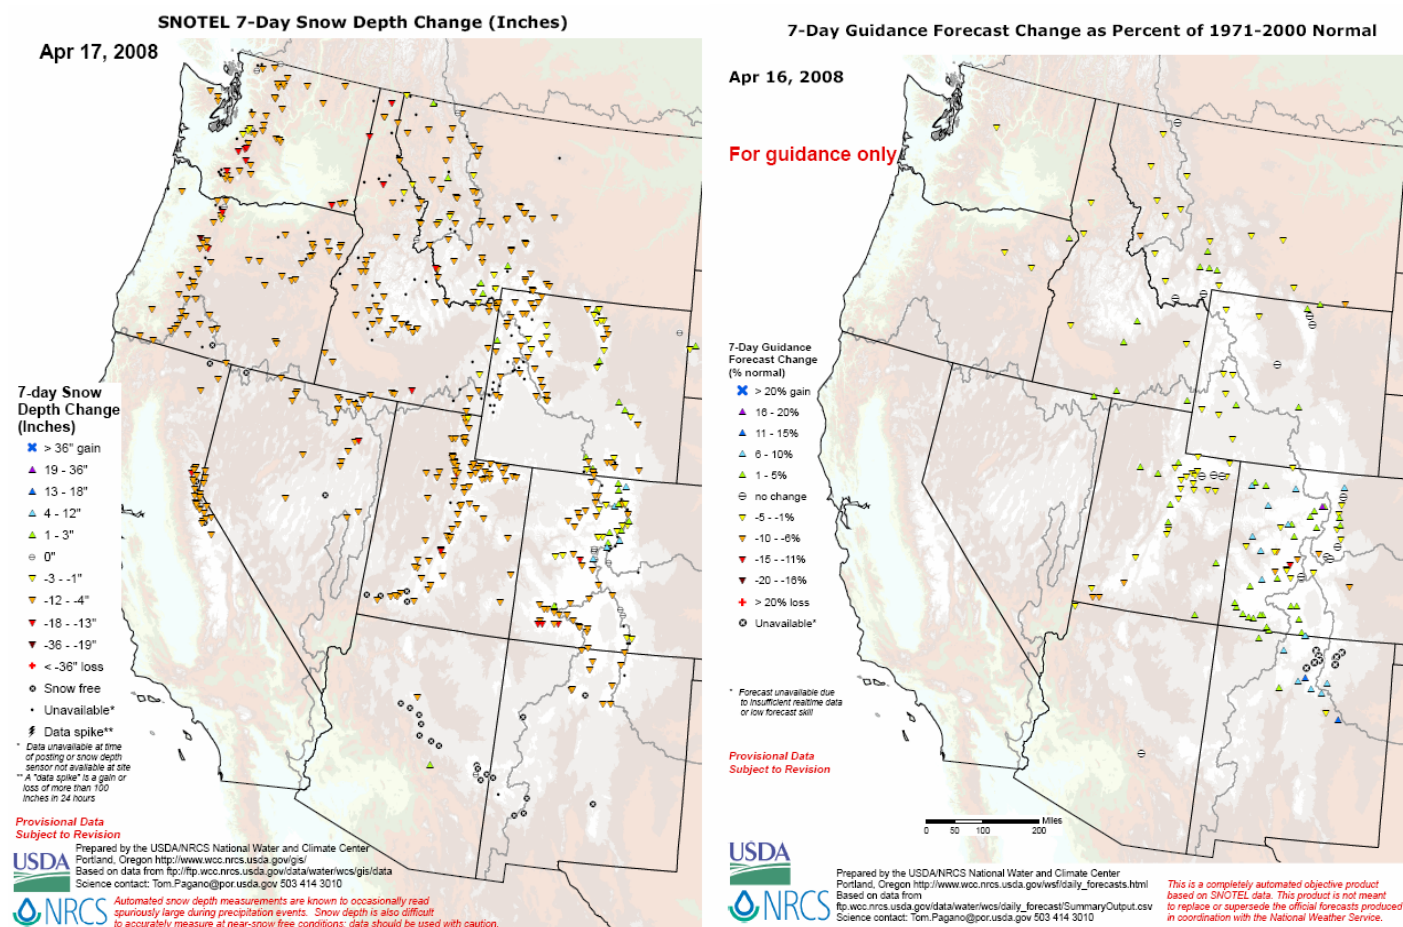 SNOTEL 7-Day Snow Depth Change (Inches)
Apr 17, 2008
7-day Snow
Depth Change
(Inches)
> 36" gain
19 - 36"
13 - 18"
4 - 12"
1 - 3"
0"
-3 - -1"
-12 - -4"
-18 - -13"
-36 - -19"
< -36" loss
Snow free
Unavailable*
Data spike**
* Data unavailable at time
of posting or snow depth
sensor not available at site
** A "data spike" is a gain or
loss of more than 100
inches in 24 hours
Provisional Data
Subject to Revision
USDA
NRCS
Prepared by the USDA/NRCS National Water and Climate Center
Portland, Oregon http://www.wcc.nrcs.usda.gov/gis/
Based on data from ftp://ftp.wcc.nrcs.usda.gov/data/water/wcs/gis/data
Science contact: Tom.Pagano@por.usda.gov 503 414 3010
Automated snow depth measurements are known to occasionally read
spuriously large during precipitation events. Snow depth is also difficult
to accurately measure at near-snow free conditions; data should be used with caution.
7-Day Guidance Forecast Change as Percent of 1971-2000 Normal
Apr 16, 2008
For guidance only
7-Day Guidance
Forecast Change
(% normal)
> 20% gain
16 - 20%
11 - 15%
6 - 10%
1 - 5%
no change
-5 - -1%
-10 - -6%
-15 - -11%
-20 - -16%
> 20% loss
Unavailable*
* Forecast unavailable due
to insufficient realtime data
or low forecast skill
Provisional Data
Subject to Revision
Miles
0 50 100 200
USDA
NRCS
Prepared by the USDA/NRCS National Water and Climate Center
Portland, Oregon http://www.wcc.nrcs.usda.gov/wsf/daily_forecasts.html
Based on data from
ftp.wcc.nrcs.usda.gov/data/water/wcs/daily_forecast/SummaryOutput.csv
Science contact: Tom.Pagano@por.usda.gov 503 414 3010
This is a completely automated objective product
based on SNOTEL data. This product is not meant
to replace or supersede the official forecasts produced
in coordination with the National Weather Service.